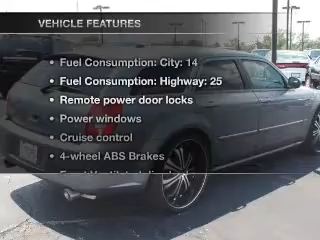 VEHICLE FEATURES
Fuel Consumption: City: 14
Fuel Consumption: Highway: 25
Remote power door locks
Power windows
Cruise control
4-wheel ABS Brakes